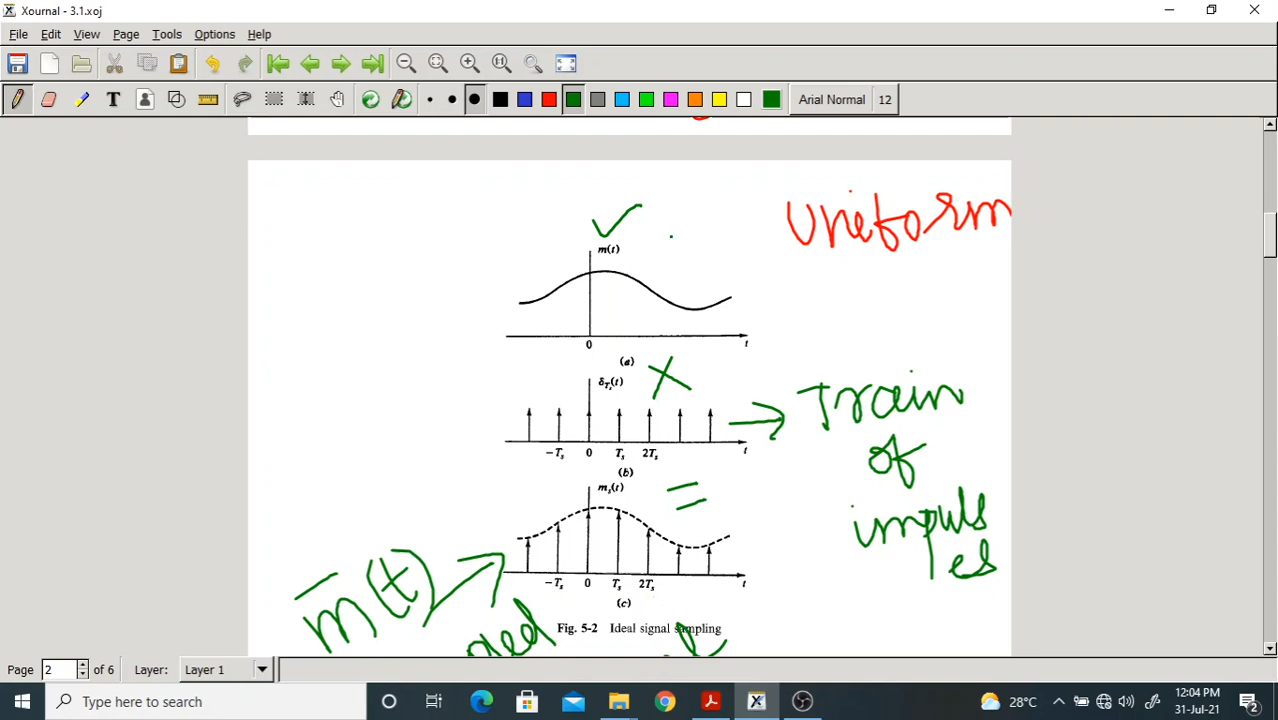 Xournal - 3.1.xoj
File Edit View Page Tools Options Help
Arial Normal 12
uneform
m(t)
0 t
(a)
δTs(t)
−Ts 0 Ts 2Ts t
(b)
Train
of
impuls
es
ms(t)
=
−Ts 0 Ts 2Ts t
(c)
m(t)
Fig. 5-2 Ideal signal sampling
Page 2 of 6 Layer: Layer 1
Type here to search
28°C
12:04 PM
31-Jul-21
2